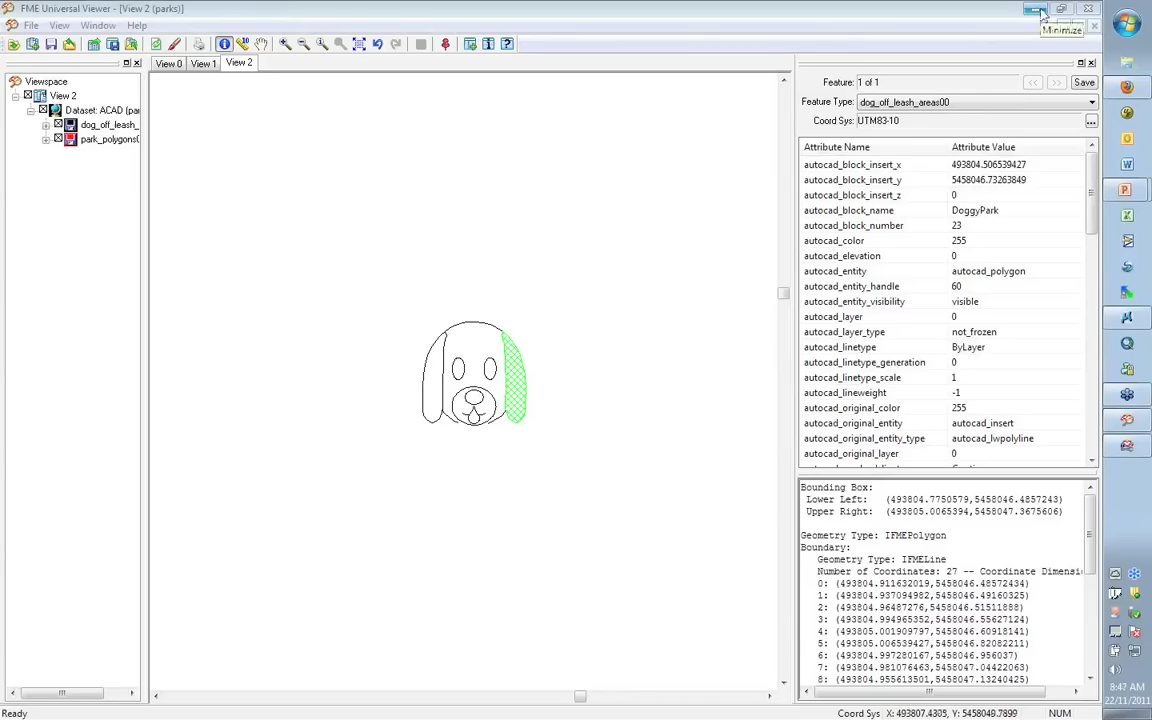 FME Universal Viewer - [View 2 (parks)]
Minimize
File View Window Help
View 0 View 1 View 2
Viewspace
View 2
Dataset: ACAD (par
dog_off_leash_
park_polygons0
Feature: 1 of 1 << >> Save
Feature Type: dog_off_leash_areas00
Coord Sys: UTM83-10 ...
Attribute Name Attribute Value
autocad_block_insert_x 493804.506539427
autocad_block_insert_y 5458046.73263849
autocad_block_insert_z 0
autocad_block_name DoggyPark
autocad_block_number 23
autocad_color 255
autocad_elevation 0
autocad_entity autocad_polygon
autocad_entity_handle 60
autocad_entity_visibility visible
autocad_layer 0
autocad_layer_type not_frozen
autocad_linetype ByLayer
autocad_linetype_generation 0
autocad_linetype_scale 1
autocad_lineweight -1
autocad_original_color 255
autocad_original_entity autocad_insert
autocad_original_entity_type autocad_lwpolyline
autocad_original_layer 0
Bounding Box:
Lower Left: (493804.7750579,5458046.4857243)
Upper Right: (493805.0065394,5458047.3675606)
Geometry Type: IFMEPolygon
Boundary:
Geometry Type: IFMELine
Number of Coordinates: 27 -- Coordinate Dimensi
0: (493804.911632019,5458046.48572434)
1: (493804.937094982,5458046.49160325)
2: (493804.96487276,5458046.51511888)
3: (493804.994965352,5458046.55627124)
4: (493805.001909797,5458046.60918141)
5: (493805.006539427,5458046.82082211)
6: (493804.997280167,5458046.956037)
7: (493804.981076463,5458047.04422063)
8: (493804.955613501,5458047.13240425)
8:47 AM
22/11/2011
Ready Coord Sys X: 493807.4305, Y: 5458049.7899 NUM